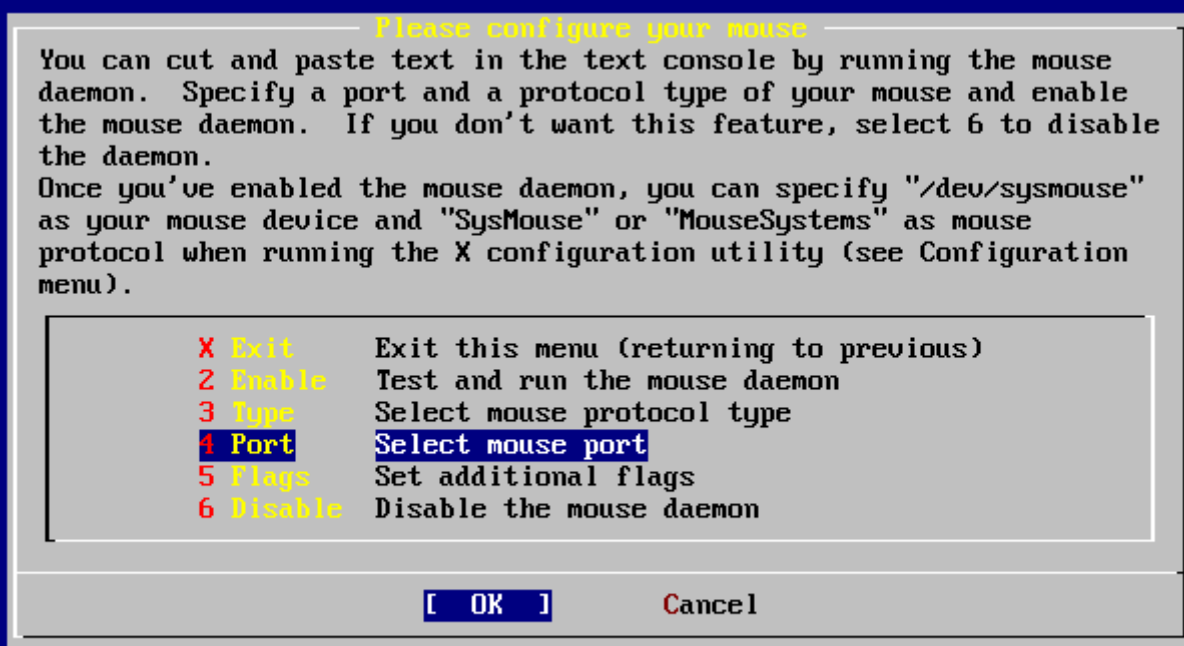 Please configure your mouse
You can cut and paste text in the text console by running the mouse
daemon.  Specify a port and a protocol type of your mouse and enable
the mouse daemon.  If you don't want this feature, select 6 to disable
the daemon.
Once you've enabled the mouse daemon, you can specify "/dev/sysmouse"
as your mouse device and "SysMouse" or "MouseSystems" as mouse
protocol when running the X configuration utility (see Configuration
menu).
X Exit     Exit this menu (returning to previous)
2 Enable   Test and run the mouse daemon
3 Type     Select mouse protocol type
4 Port     Select mouse port
5 Flags    Set additional flags
6 Disable  Disable the mouse daemon
[  OK  ]       Cancel